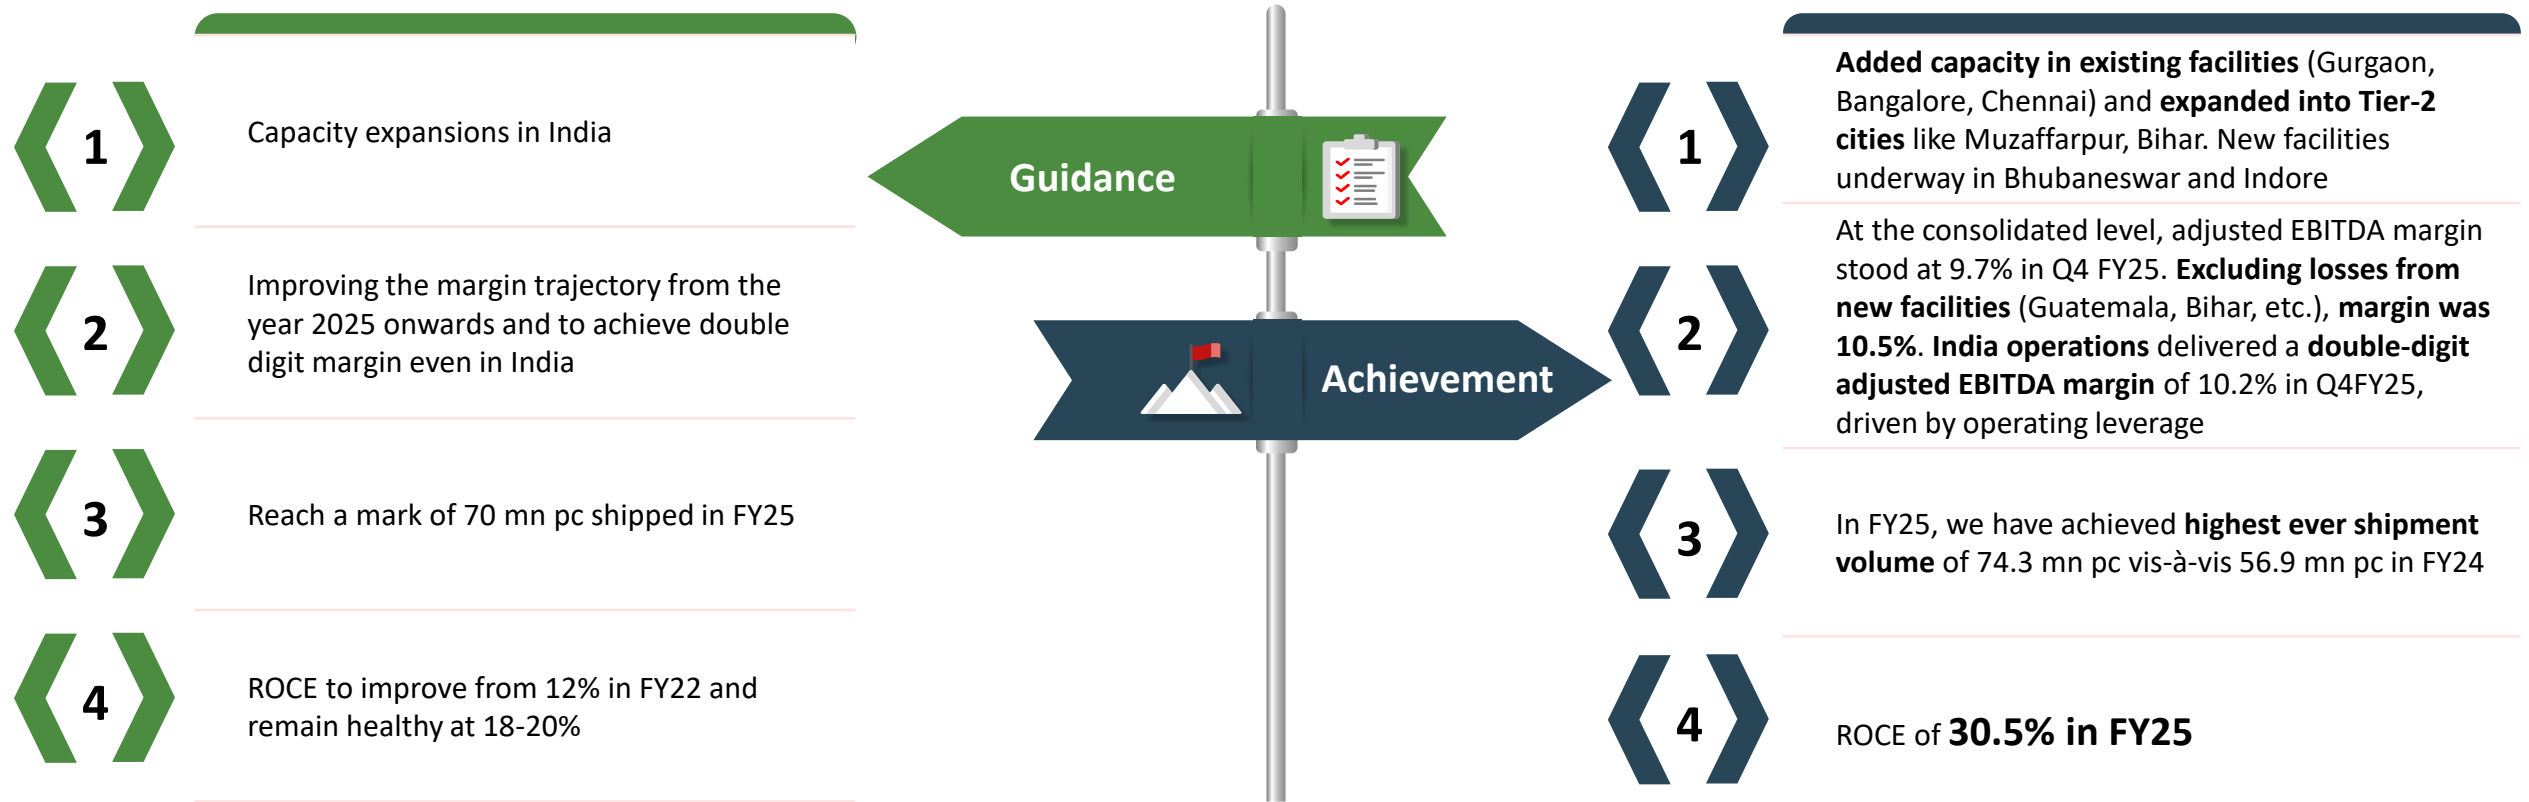 1
Capacity expansions in India
2
Improving the margin trajectory from the
year 2025 onwards and to achieve double
digit margin even in India
3
Reach a mark of 70 mn pc shipped in FY25
4
ROCE to improve from 12% in FY22 and
remain healthy at 18-20%
Guidance
Achievement
1
Added capacity in existing facilities (Gurgaon,
Bangalore, Chennai) and expanded into Tier-2
cities like Muzaffarpur, Bihar. New facilities
underway in Bhubaneswar and Indore
2
At the consolidated level, adjusted EBITDA margin
stood at 9.7% in Q4 FY25. Excluding losses from
new facilities (Guatemala, Bihar, etc.), margin was
10.5%. India operations delivered a double-digit
adjusted EBITDA margin of 10.2% in Q4FY25,
driven by operating leverage
3
In FY25, we have achieved highest ever shipment
volume of 74.3 mn pc vis-à-vis 56.9 mn pc in FY24
4
ROCE of 30.5% in FY25